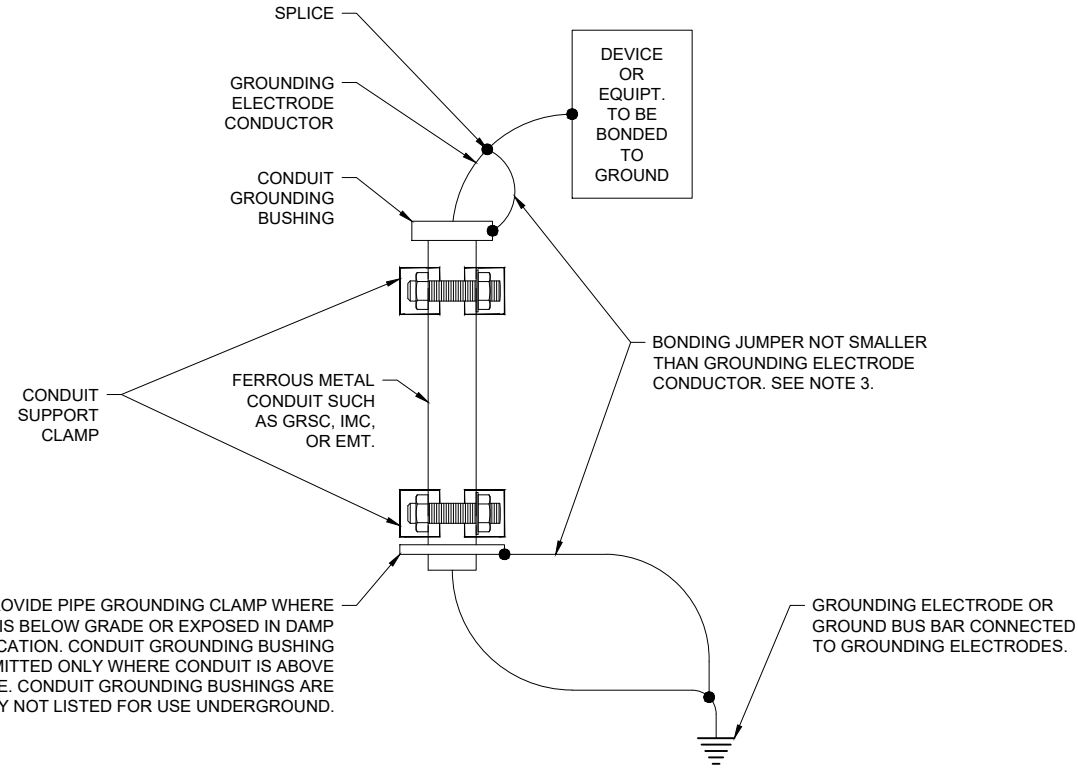 SPLICE
GROUNDING
ELECTRODE
CONDUCTOR
DEVICE
OR
EQUIPT.
TO BE
BONDED
TO
GROUND
CONDUIT
GROUNDING
BUSHING
BONDING JUMPER NOT SMALLER
THAN GROUNDING ELECTRODE
CONDUCTOR. SEE NOTE 3.
CONDUIT
SUPPORT
CLAMP
FERROUS METAL
CONDUIT SUCH
AS GRSC, IMC,
OR EMT.
PIPE GROUNDING CLAMP WHERE
IS BELOW GRADE OR EXPOSED IN DAMP
CONDUIT GROUNDING BUSHING
ONLY WHERE CONDUIT IS ABOVE
CONDUIT GROUNDING BUSHINGS ARE
NOT LISTED FOR USE UNDERGROUND.
GROUNDING ELECTRODE OR
GROUND BUS BAR CONNECTED
TO GROUNDING ELECTRODES.